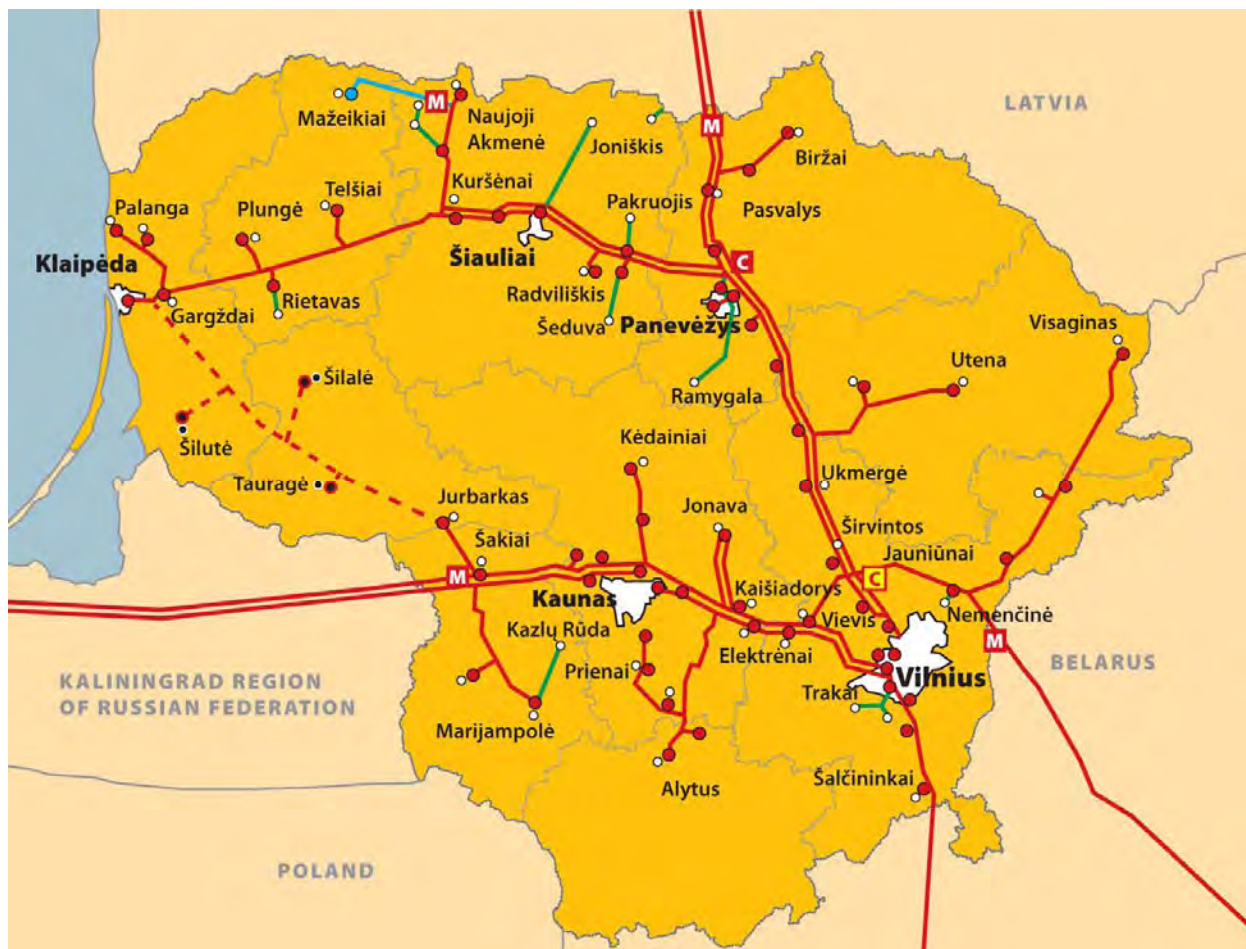 LATVIA
M
M
Mažeikiai
Naujoji
Akmenė
Joniškis
Biržai
Kuršėnai
Telšiai
Palanga
Plungė
Pakruojis
Pasvalys
Klaipėda
Šiauliai
C
Gargždai
Rietavas
Radviliškis
Šeduva
Panevėžys
Visaginas
Utena
Šilalė
Ramygala
Šilutė
Kėdainiai
Tauragė
Ukmergė
Jurbarkas
Jonava
Širvintos
Šakiai
Jauniūnai
M
C
Kaunas
Kaišiadorys
Nemenčinė
Vievis
Kazlų Rūda
M
Elektrėnai
Prienai
BELARUS
KALININGRAD REGION
OF RUSSIAN FEDERATION
Vilnius
Trakai
Marijampolė
Šalčininkai
Alytus
POLAND